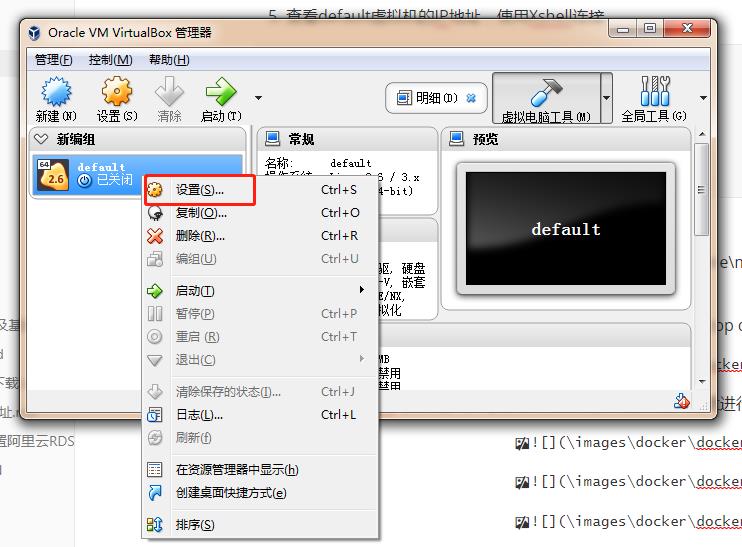 5. 查看default虚拟机的IP地址，使用Xshell连接
Oracle VM VirtualBox 管理器
管理(F) 控制(M) 帮助(H)
新建(N) 设置(S) 清除 启动(T) 明细(D) 虚拟电脑工具(M) 全局工具(G)
新编组 常规 预览
64
2.6
default
已关闭
名称: default
2.6 / 3.x
4-bit)
default
设置(S)... Ctrl+S
复制(O)... Ctrl+O
删除(R)... Ctrl+R
编组(U) Ctrl+U
启动(T)
暂停(P) Ctrl+P
重启 (R) Ctrl+T
退出(C)
清除保存的状态(I)... Ctrl+J
日志(L)... Ctrl+L
刷新(f)
在资源管理器中显示(h)
创建桌面快捷方式(e)
排序(S)
驱, 硬盘
-V, 嵌套
E/NX,
拟化
MB
禁用
禁用
及基
d
下载
址.
置阿里云RDS
d
e\n
op
docker
进行
![](\images\docker\docker
![](\images\docker\docker
![](\images\docker\docker